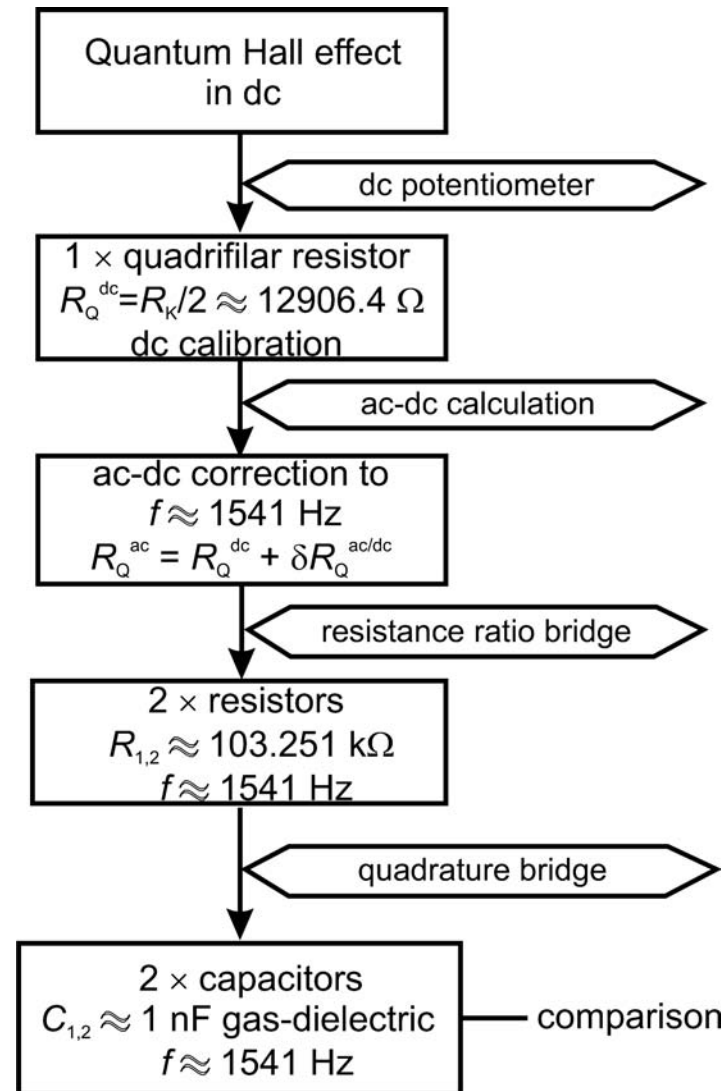 Quantum Hall effect
in dc
dc potentiometer
1 × quadrifilar resistor
R_Q^dc=R_K/2 ≈ 12906.4 Ω
dc calibration
ac-dc calculation
ac-dc correction to
f ≈ 1541 Hz
R_Q^ac = R_Q^dc + δR_Q^ac/dc
resistance ratio bridge
2 × resistors
R_1,2 ≈ 103.251 kΩ
f ≈ 1541 Hz
quadrature bridge
2 × capacitors
C_1,2 ≈ 1 nF gas-dielectric
comparison
f ≈ 1541 Hz